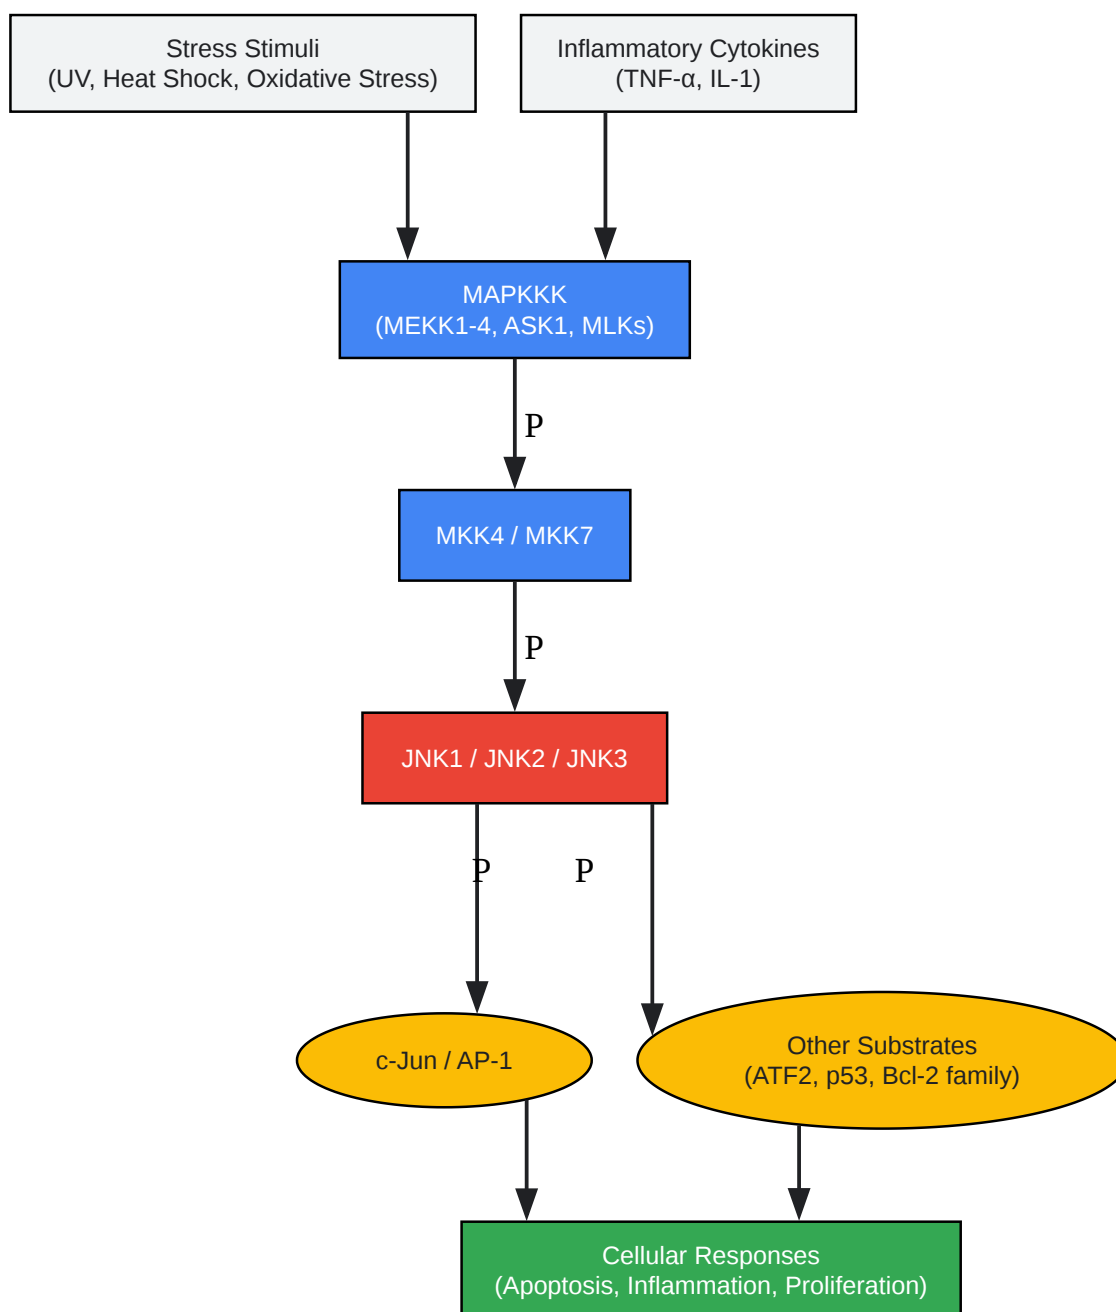 Stress Stimuli
(UV, Heat Shock, Oxidative Stress)
Inflammatory Cytokines
(TNF-α, IL-1)
MAPKKK
(MEKK1-4, ASK1, MLKs)
P
MKK4 / MKK7
P
JNK1 / JNK2 / JNK3
P
P
c-Jun / AP-1
Other Substrates
(ATF2, p53, Bcl-2 family)
Cellular Responses
(Apoptosis, Inflammation, Proliferation)